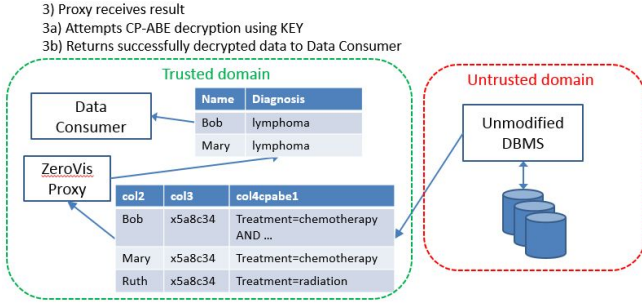 3) Proxy receives result
3a) Attempts CP-ABE decryption using KEY
3b) Returns successfully decrypted data to Data Consumer
Trusted domain
Untrusted domain
Data
Consumer
Name Diagnosis
Bob lymphoma
Mary lymphoma
Unmodified
DBMS
ZeroVis
Proxy
col2 col3 col4cpabe1
Bob x5a8c34 Treatment=chemotherapy
AND ...
Mary x5a8c34 Treatment=chemotherapy
Ruth x5a8c34 Treatment=radiation